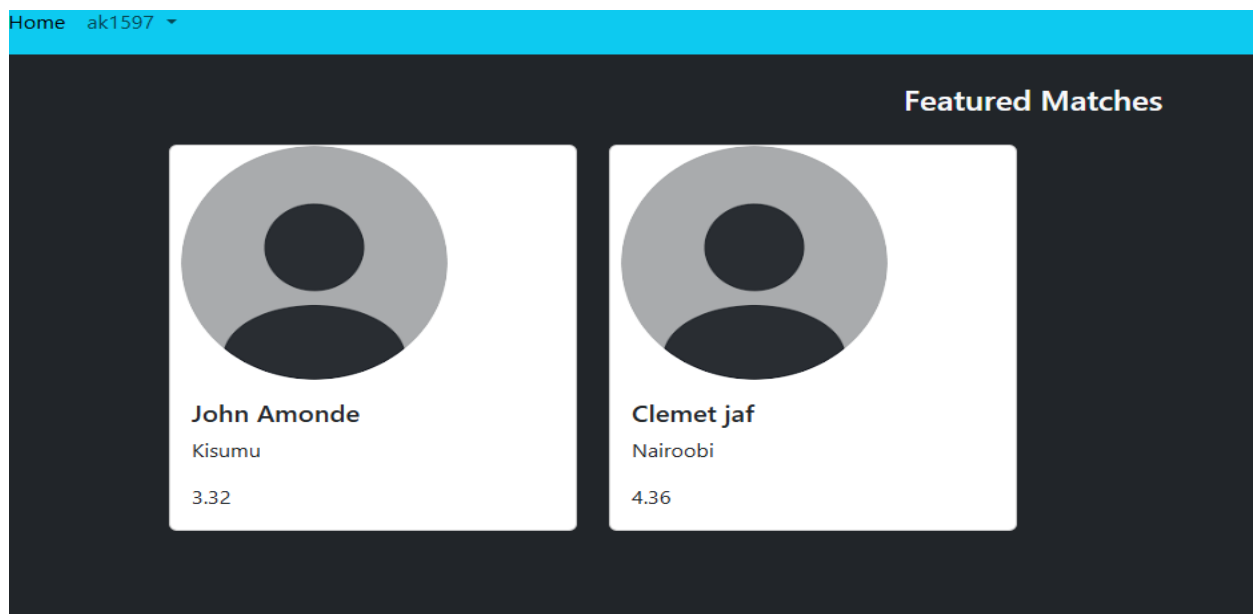 Home ak1597
Featured Matches
John Amonde
Kisumu
3.32
Clemet jaf
Nairoobi
4.36